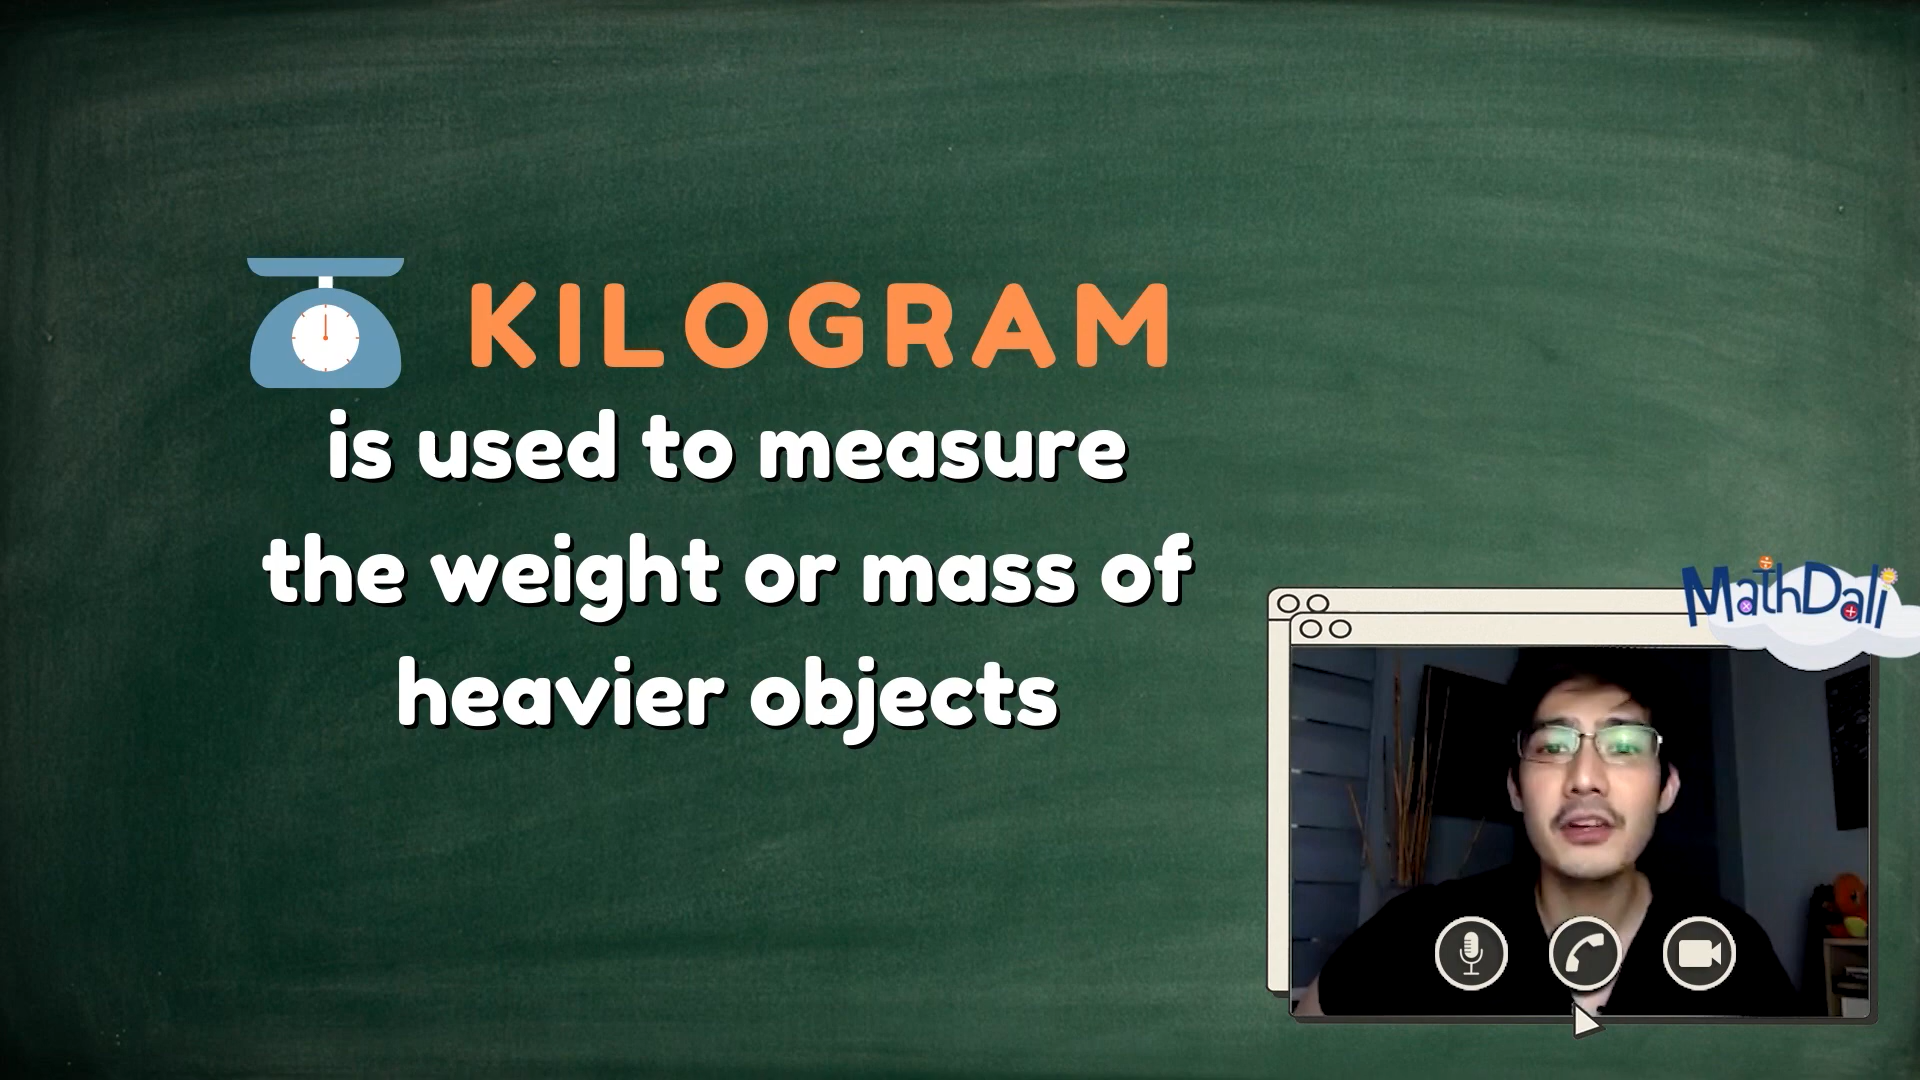 KILOGRAM
is used to measure
the weight or mass of
heavier objects
MathDali